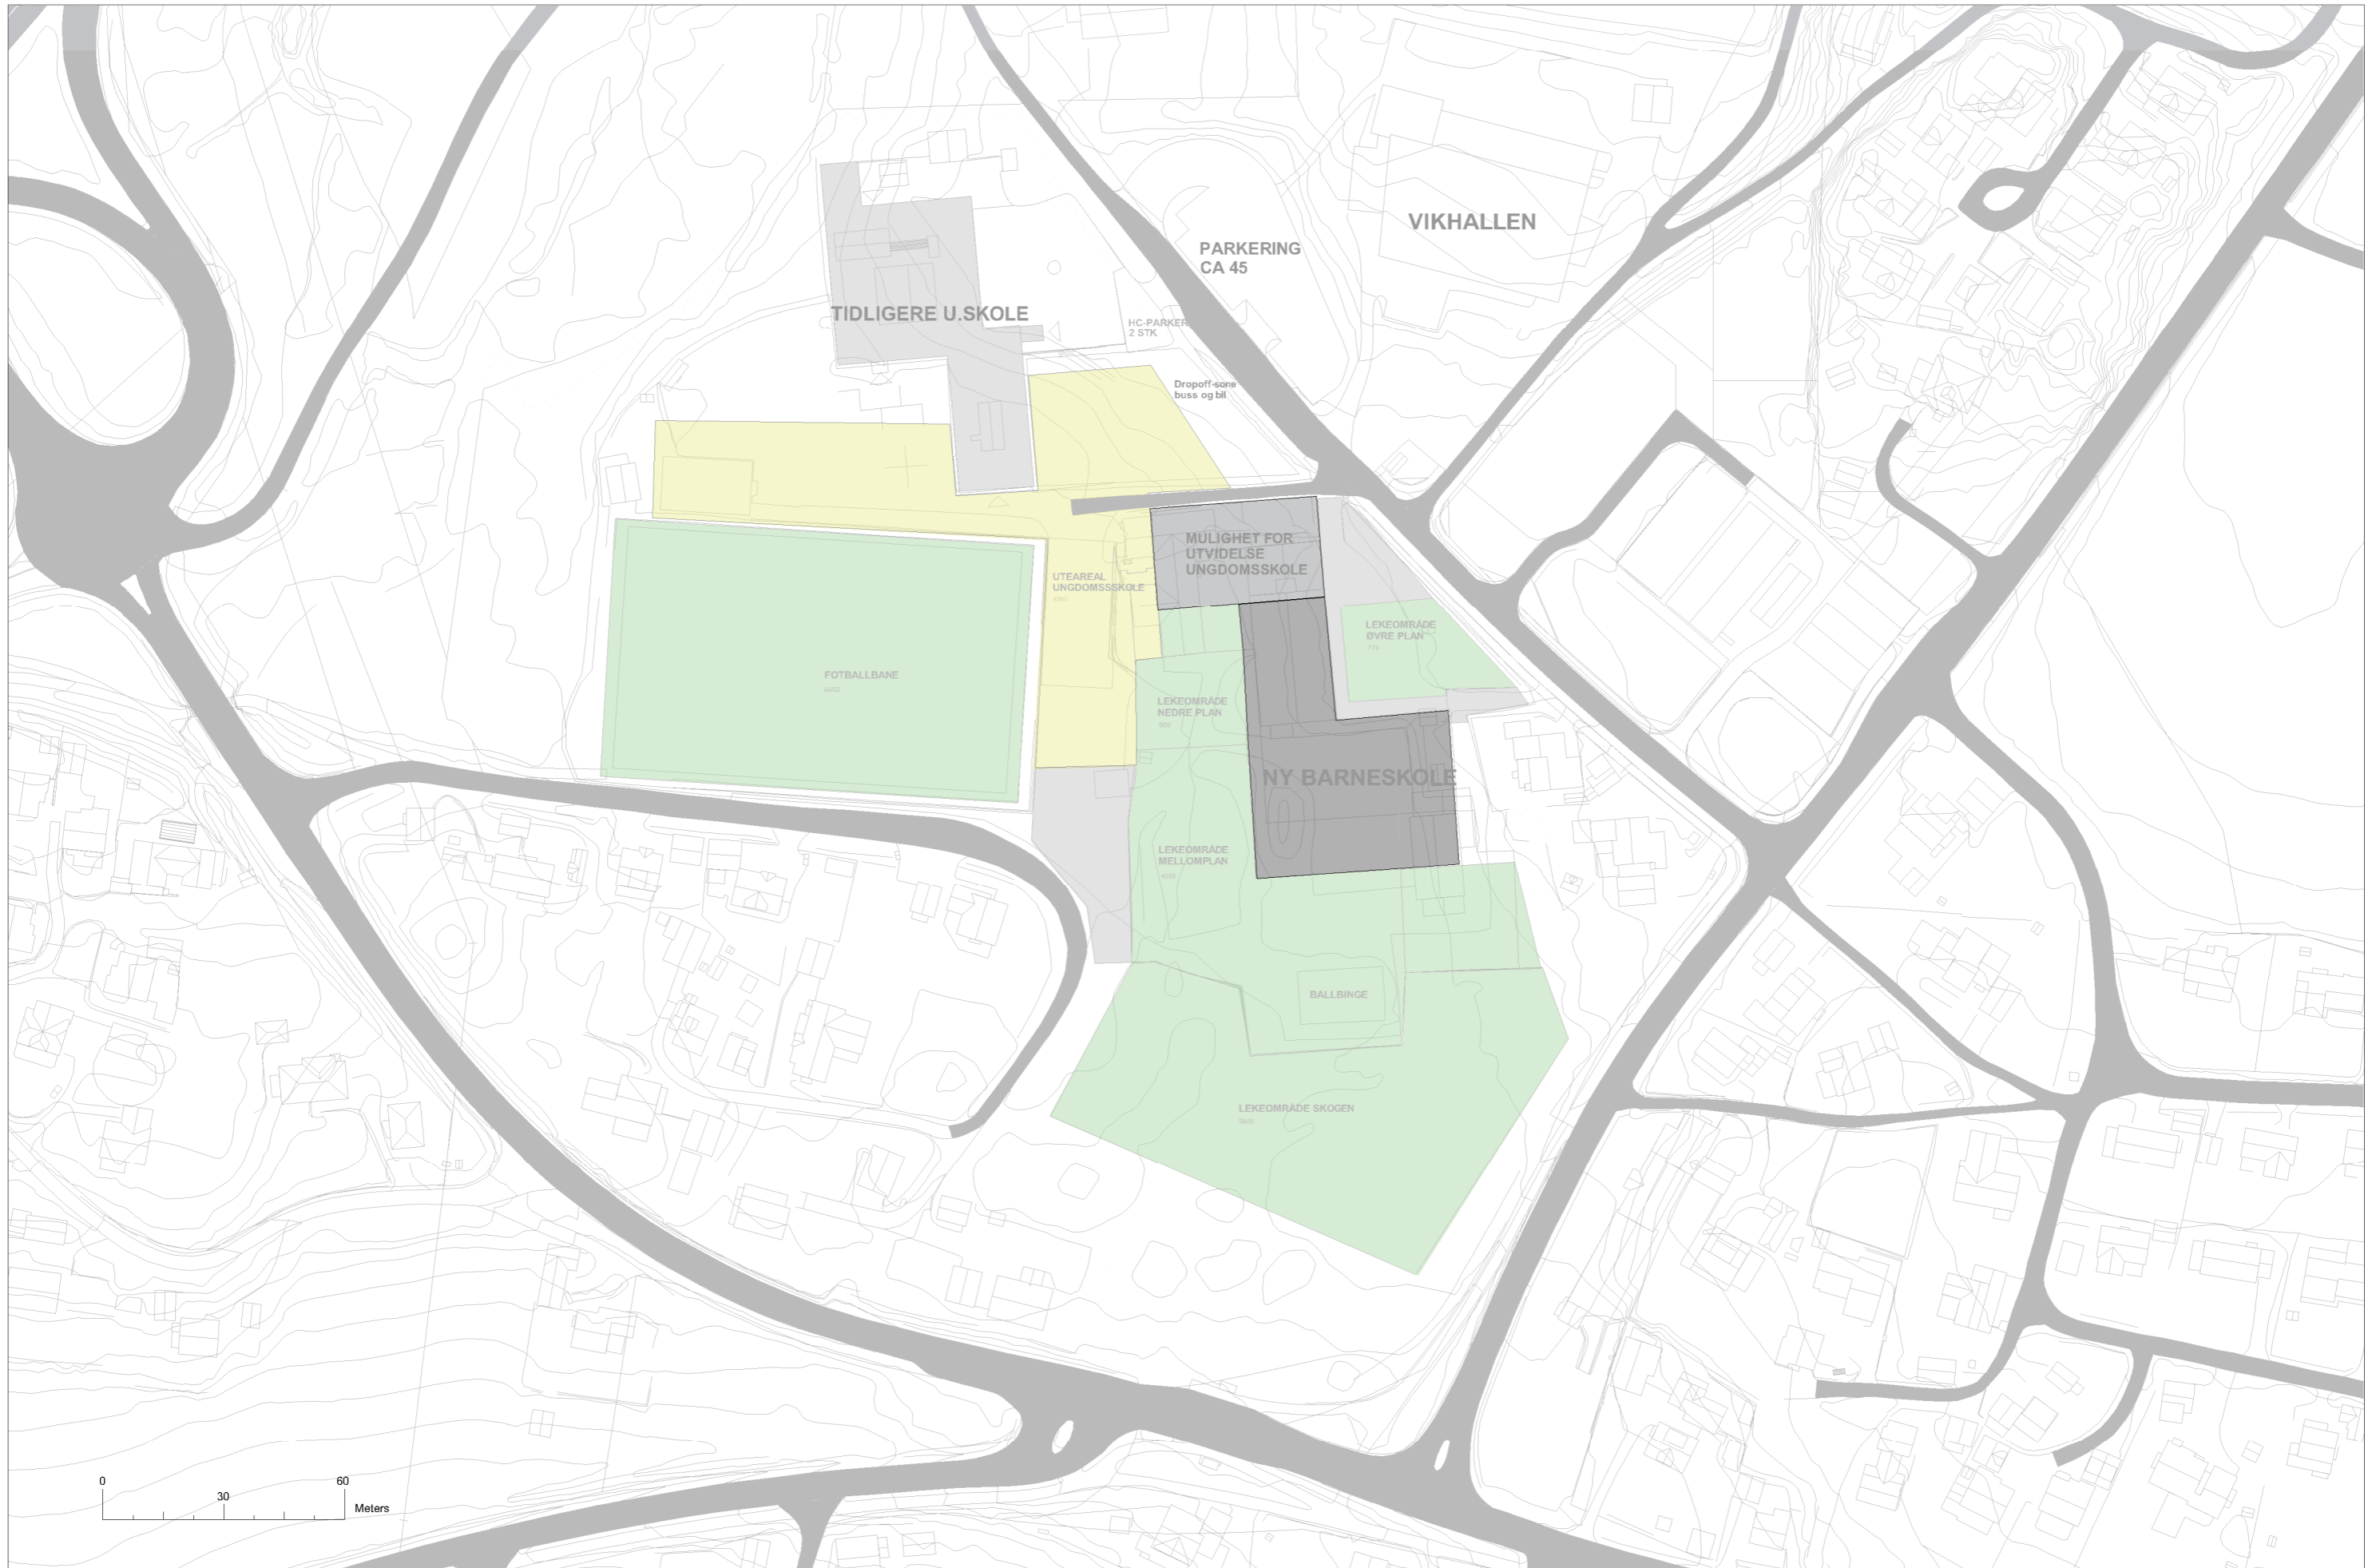 VIKHALLEN
PARKERING
CA 45
TIDLIGERE U.SKOLE
HC-PARKER
2 STK
Dropoff-sone
buss og bil
MULIGHET FOR
UTVIDELSE
UNGDOMSSKOLE
UTEAREAL
UNGDOMSSSKOLE
LEKEOMRÅDE
ØVRE PLAN
FOTBALLBANE
LEKEOMRÅDE
NEDRE PLAN
NY BARNESKOLE
LEKEOMRÅDE
MELLOMPLAN
BALLBINGE
LEKEOMRÅDE SKOGEN
0
30
60
Meters